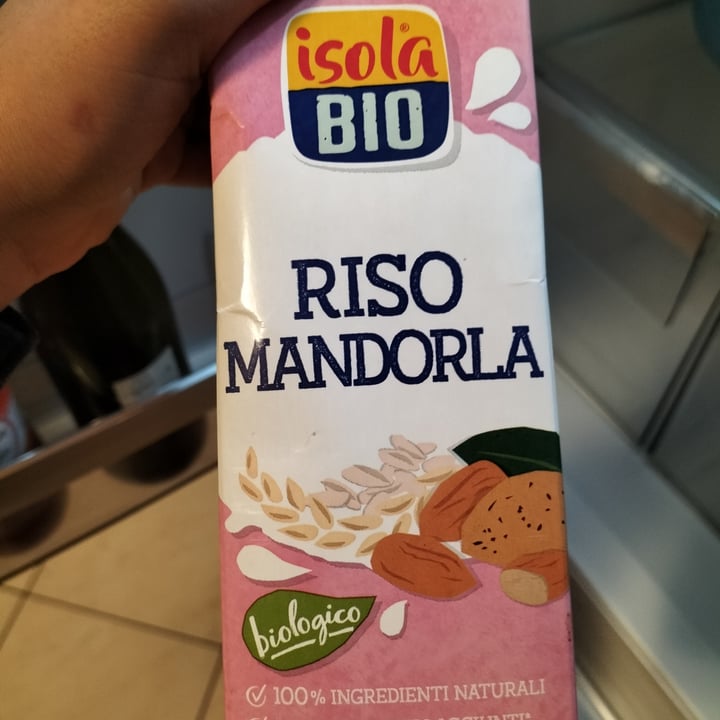 isola®
BIO
RISO
MANDORLA
biologico
100% INGREDIENTI NATURALI